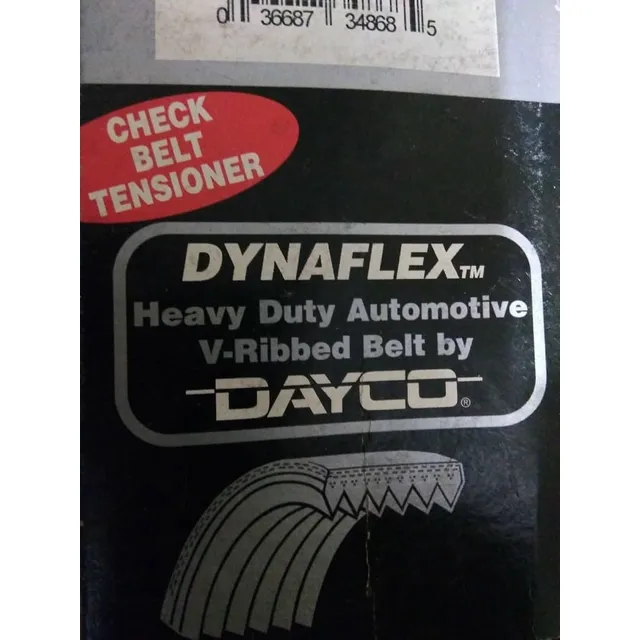 0 36687 34868 5
CHECK
BELT
TENSIONER
DYNAFLEX™
Heavy Duty Automotive
V-Ribbed Belt by
DAYCO®